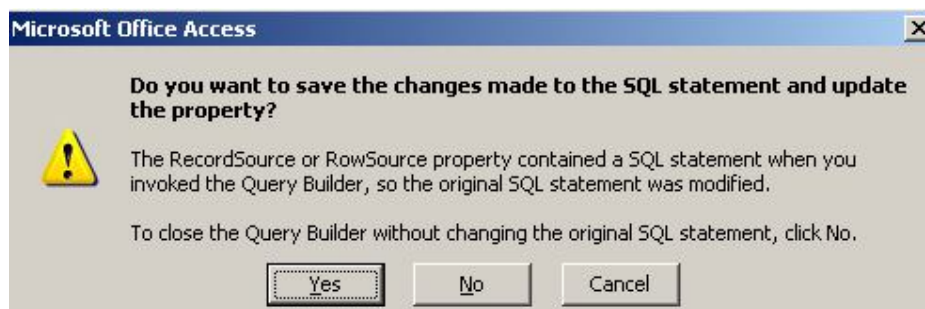 Microsoft Office Access
Do you want to save the changes made to the SQL statement and update
the property?
The RecordSource or RowSource property contained a SQL statement when you
invoked the Query Builder, so the original SQL statement was modified.
To close the Query Builder without changing the original SQL statement, click No.
Yes No Cancel